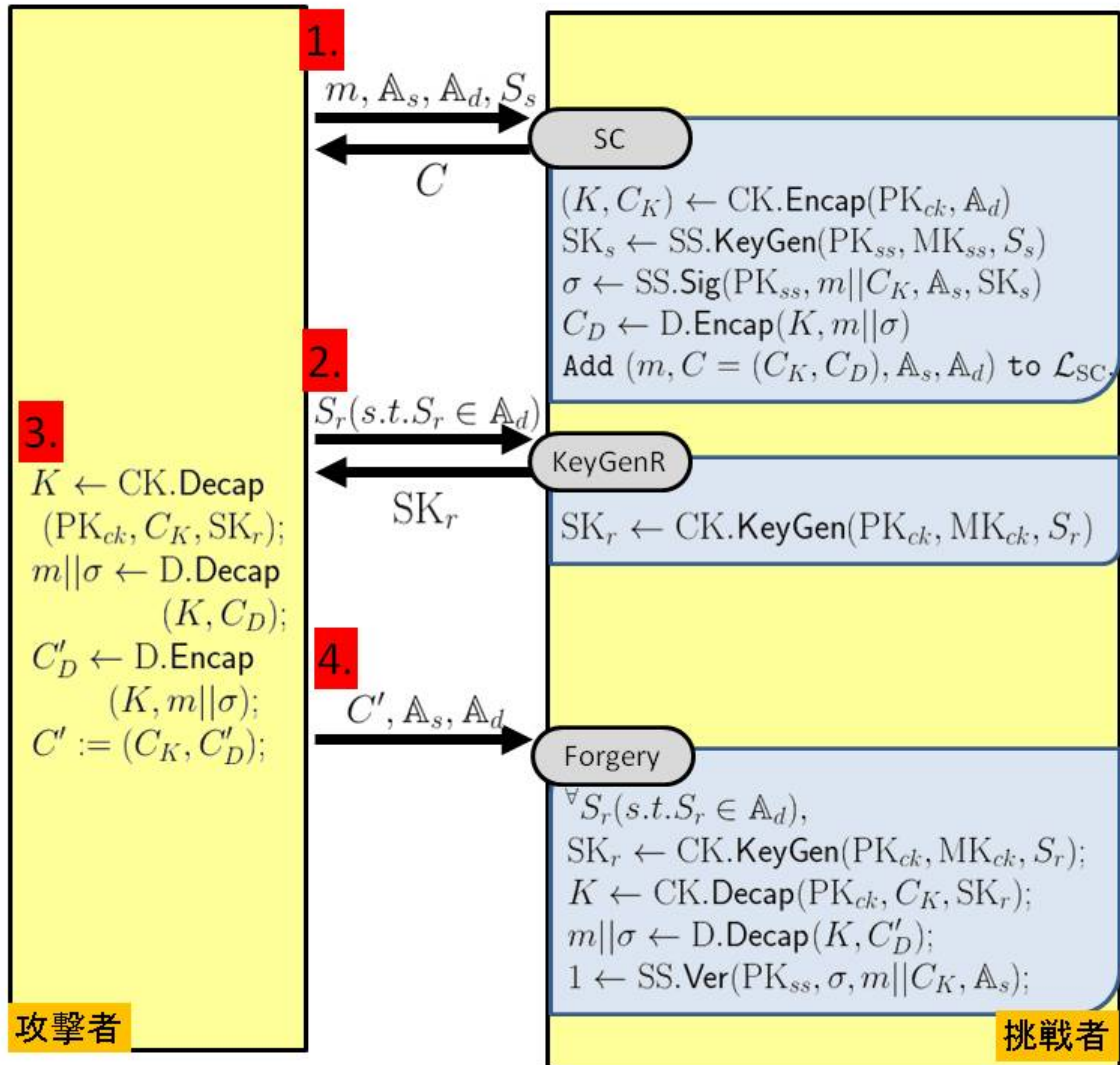 1.
m, 𝔸_s, 𝔸_d, S_s
C
SC
(K, C_K) ← CK.Encap(PK_ck, 𝔸_d)
SK_s ← SS.KeyGen(PK_ss, MK_ss, S_s)
σ ← SS.Sig(PK_ss, m||C_K, 𝔸_s, SK_s)
C_D ← D.Encap(K, m||σ)
Add (m, C = (C_K, C_D), 𝔸_s, 𝔸_d) to ℒ_SC.
2.
S_r(s.t.S_r ∈ 𝔸_d)
SK_r
KeyGenR
SK_r ← CK.KeyGen(PK_ck, MK_ck, S_r)
3.
K ← CK.Decap
(PK_ck, C_K, SK_r);
m||σ ← D.Decap
(K, C_D);
C′_D ← D.Encap
(K, m||σ);
C′ := (C_K, C′_D);
4.
C′, 𝔸_s, 𝔸_d
Forgery
∀S_r(s.t.S_r ∈ 𝔸_d),
SK_r ← CK.KeyGen(PK_ck, MK_ck, S_r);
K ← CK.Decap(PK_ck, C_K, SK_r);
m||σ ← D.Decap(K, C′_D);
1 ← SS.Ver(PK_ss, σ, m||C_K, 𝔸_s);
攻撃者
挑戦者